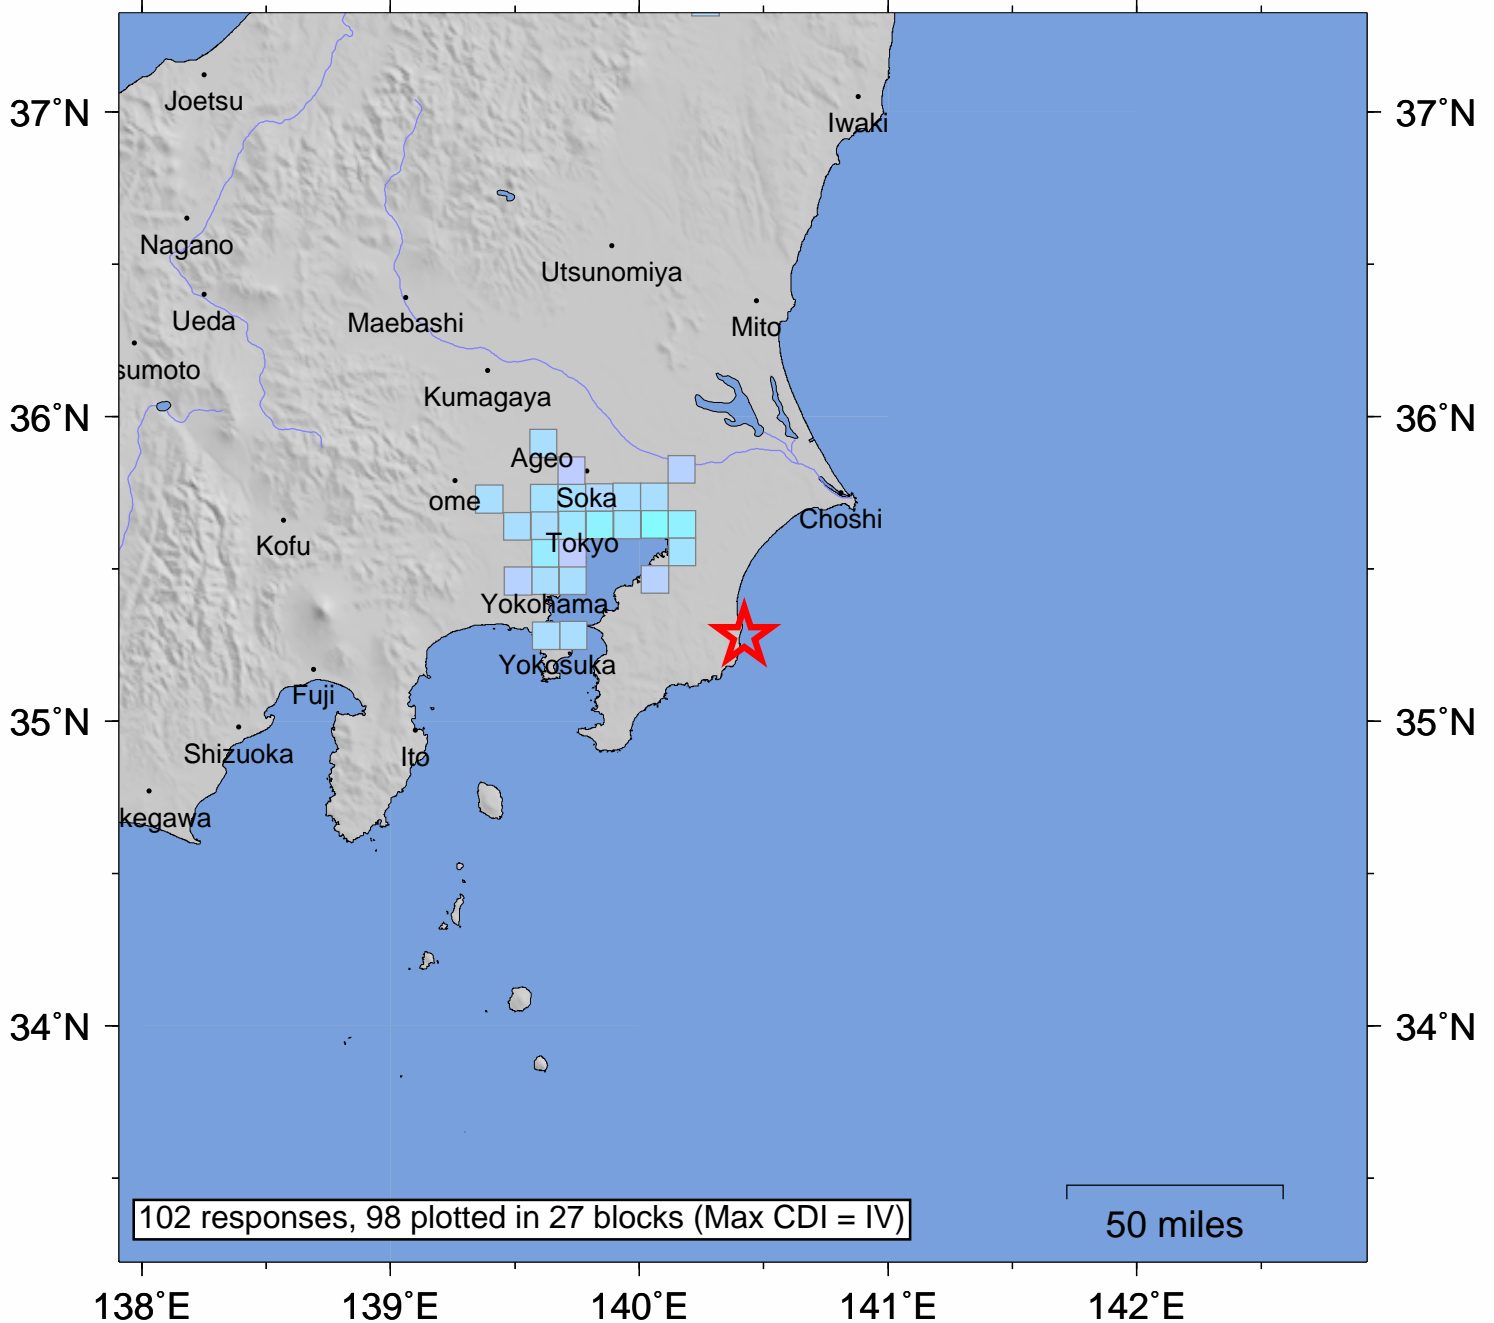 Joetsu
37˚N
37˚N
Iwaki
Nagano
Utsunomiya
Ueda
Maebashi
Mito
sumoto
Kumagaya
36˚N
36˚N
Ageo
ome
Soka
Choshi
Kofu
Tokyo
Yokohama
Yokosuka
Fuji
35˚N
35˚N
Shizuoka
Ito
kegawa
34˚N
34˚N
102 responses, 98 plotted in 27 blocks (Max CDI = IV)
50 miles
138˚E
139˚E
140˚E
141˚E
142˚E